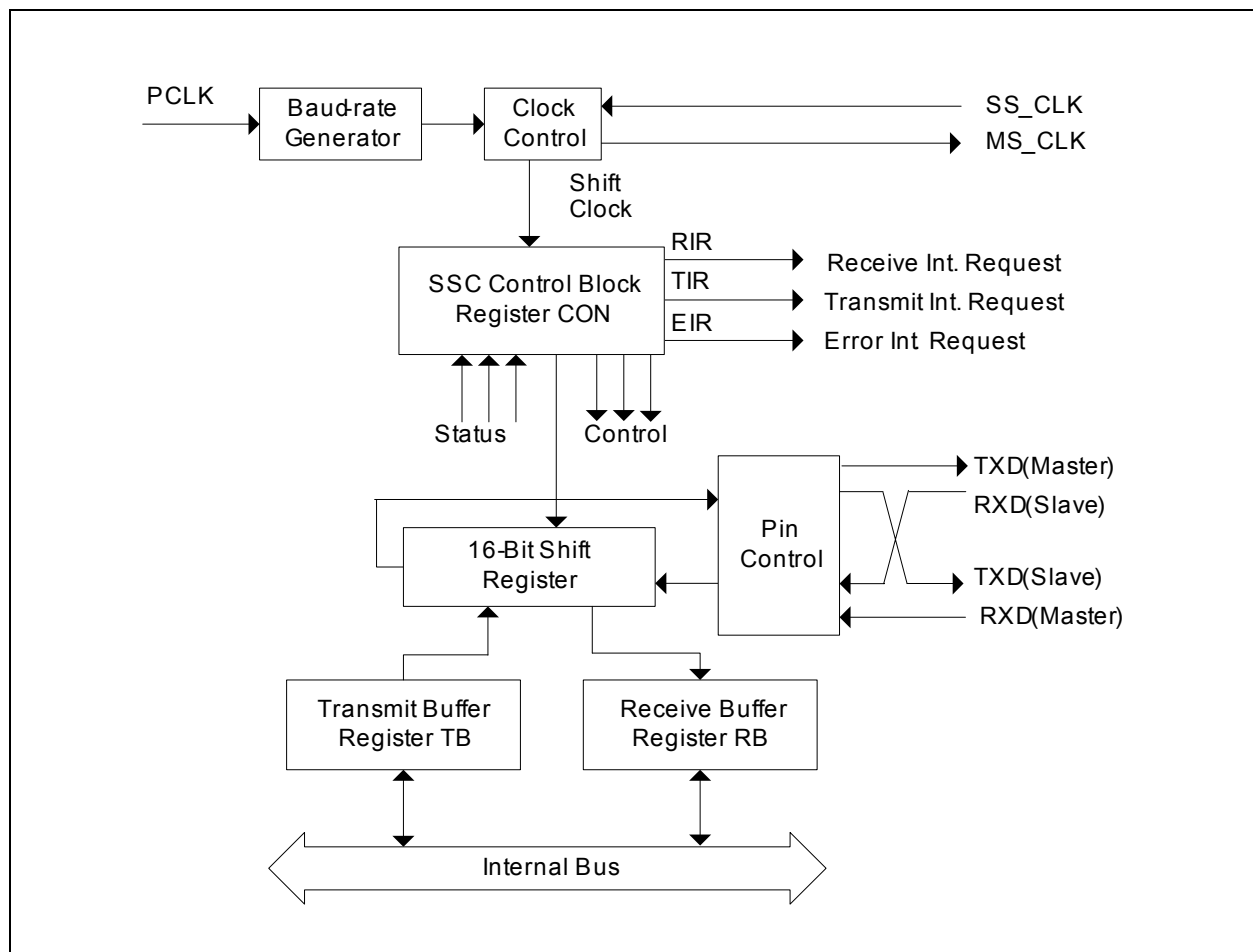 PCLK
Baud-rate
Generator
Clock
Control
SS_CLK
MS_CLK
Shift
Clock
SSC Control Block
Register CON
RIR
TIR
EIR
Receive Int. Request
Transmit Int. Request
Error Int. Request
Status
Control
16-Bit Shift
Register
Pin
Control
TXD(Master)
RXD(Slave)
TXD(Slave)
RXD(Master)
Transmit Buffer
Register TB
Receive Buffer
Register RB
Internal Bus